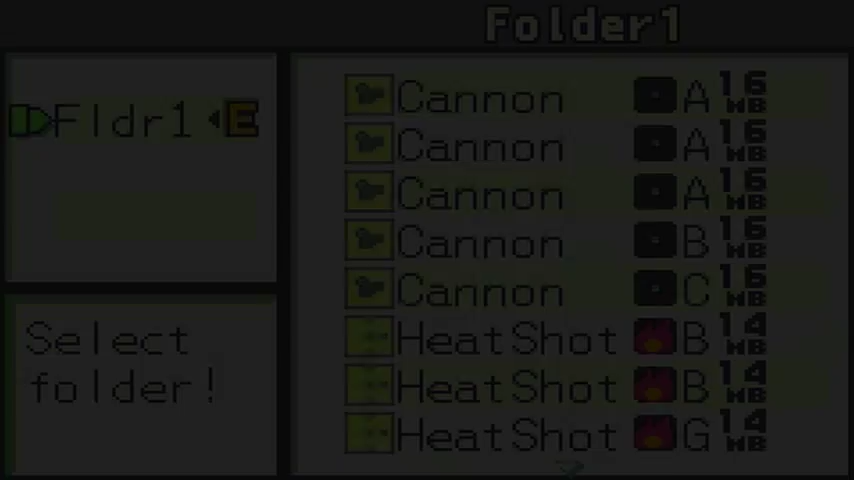 Folder1
Fldr1 E
Select
folder!
Cannon A 16 MB
Cannon A 16 MB
Cannon A 16 MB
Cannon B 16 MB
Cannon C 16 MB
HeatShot B 14 MB
HeatShot B 14 MB
HeatShot G 14 MB